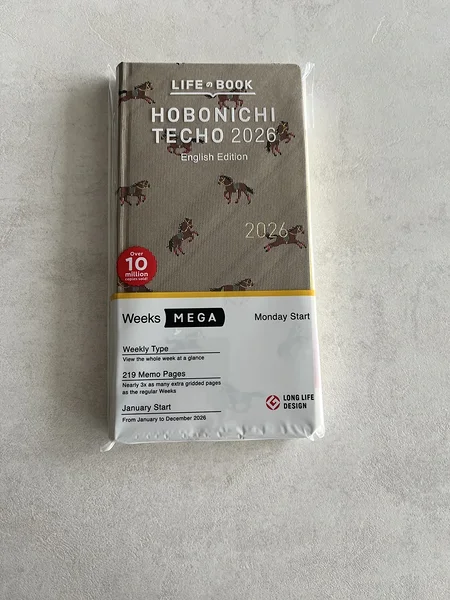 LIFE BOOK
HOBONICHI
TECHO 2026
English Edition
2026
Over
10
million
copies sold!
Weeks MEGA
Monday Start
Weekly Type
View the whole week at a glance
219 Memo Pages
Nearly 3x as many extra gridded pages
as the regular Weeks
January Start
From January to December 2026
LONG LIFE
DESIGN